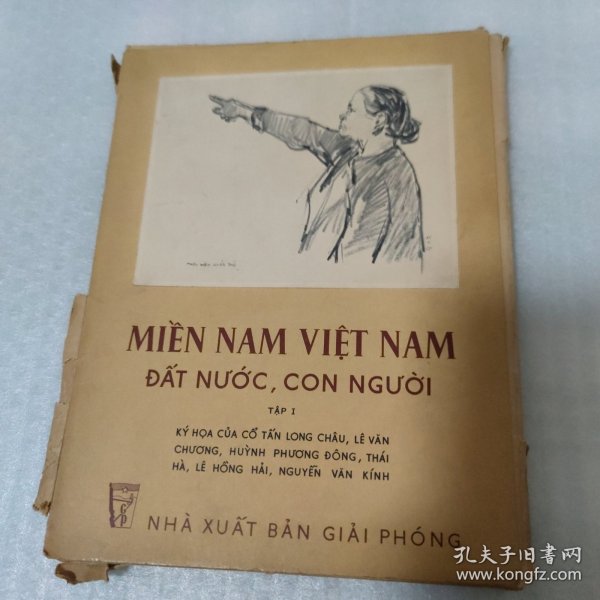 MIỀN NAM VIỆT NAM
ĐẤT NƯỚC, CON NGƯỜI
TẬP I
KÝ HỌA CỦA CỔ TẤN LONG CHÂU, LÊ VĂN
CHƯƠNG, HUỲNH PHƯƠNG ĐÔNG, THÁI
HÀ, LÊ HỒNG HẢI, NGUYỄN VĂN KÍNH
NHÀ XUẤT BẢN GIẢI PHÓNG
孔夫子旧书网
www.kongfz.com